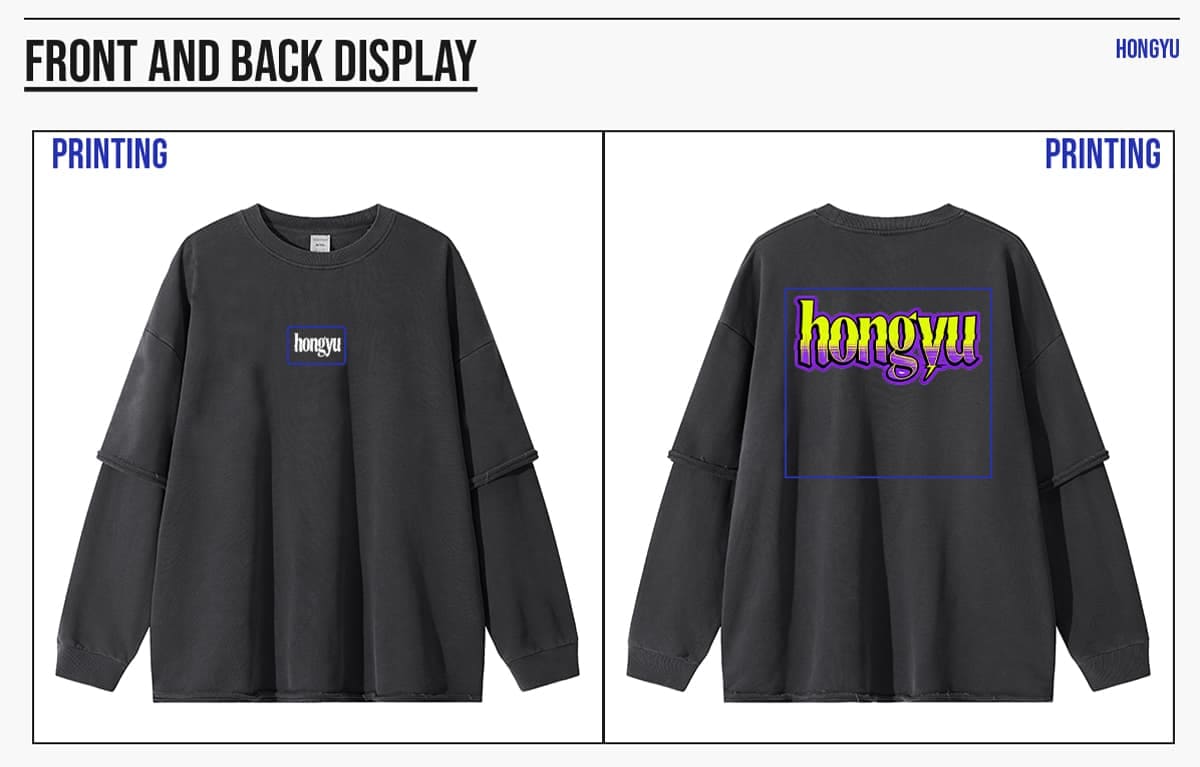 FRONT AND BACK DISPLAY
HONGYU
PRINTING
PRINTING
hongyu
hongyu